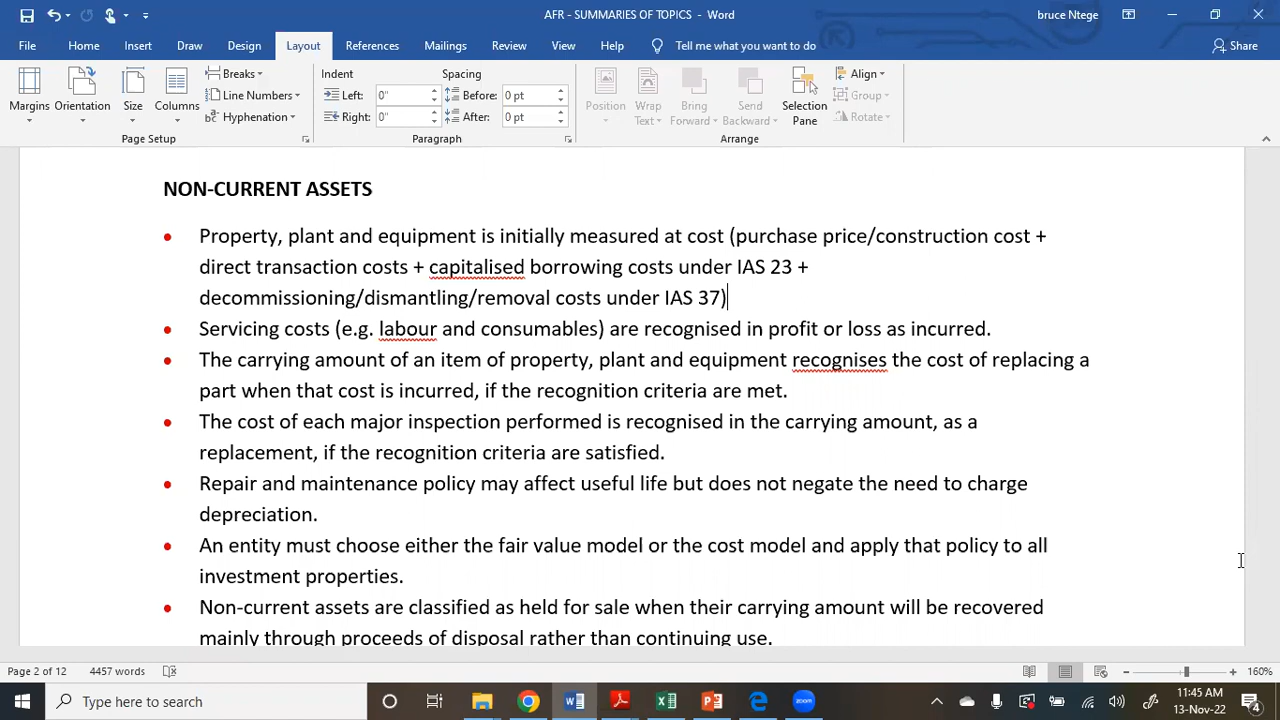 AFR - SUMMARIES OF TOPICS - Word
bruce Ntege
File Home Insert Draw Design Layout References Mailings Review View Help Tell me what you want to do Share
Margins
Orientation
Size
Columns
Breaks
Line Numbers
Hyphenation
Page Setup
Indent
Left: 0"
Right: 0"
Spacing
Before: 0 pt
After: 0 pt
Paragraph
Position
Wrap
Text
Bring
Forward
Send
Backward
Selection
Pane
Align
Group
Rotate
Arrange
NON-CURRENT ASSETS
• Property, plant and equipment is initially measured at cost (purchase price/construction cost +
direct transaction costs + capitalised borrowing costs under IAS 23 +
decommissioning/dismantling/removal costs under IAS 37)
• Servicing costs (e.g. labour and consumables) are recognised in profit or loss as incurred.
• The carrying amount of an item of property, plant and equipment recognises the cost of replacing a
part when that cost is incurred, if the recognition criteria are met.
• The cost of each major inspection performed is recognised in the carrying amount, as a
replacement, if the recognition criteria are satisfied.
• Repair and maintenance policy may affect useful life but does not negate the need to charge
depreciation.
• An entity must choose either the fair value model or the cost model and apply that policy to all
investment properties.
• Non-current assets are classified as held for sale when their carrying amount will be recovered
mainly through proceeds of disposal rather than continuing use.
Page 2 of 12 4457 words 160%
Type here to search
zoom
11:45 AM
13-Nov-22
4